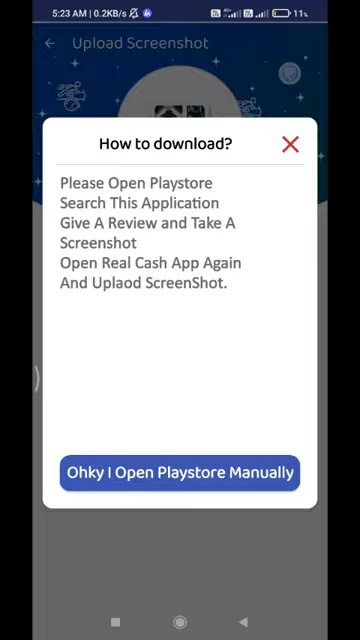 5:23 AM | 0.2KB/s
11%
Upload Screenshot
How to download?
Please Open Playstore
Search This Application
Give A Review and Take A
Screenshot
Open Real Cash App Again
And Uplaod ScreenShot.
Ohky I Open Playstore Manually